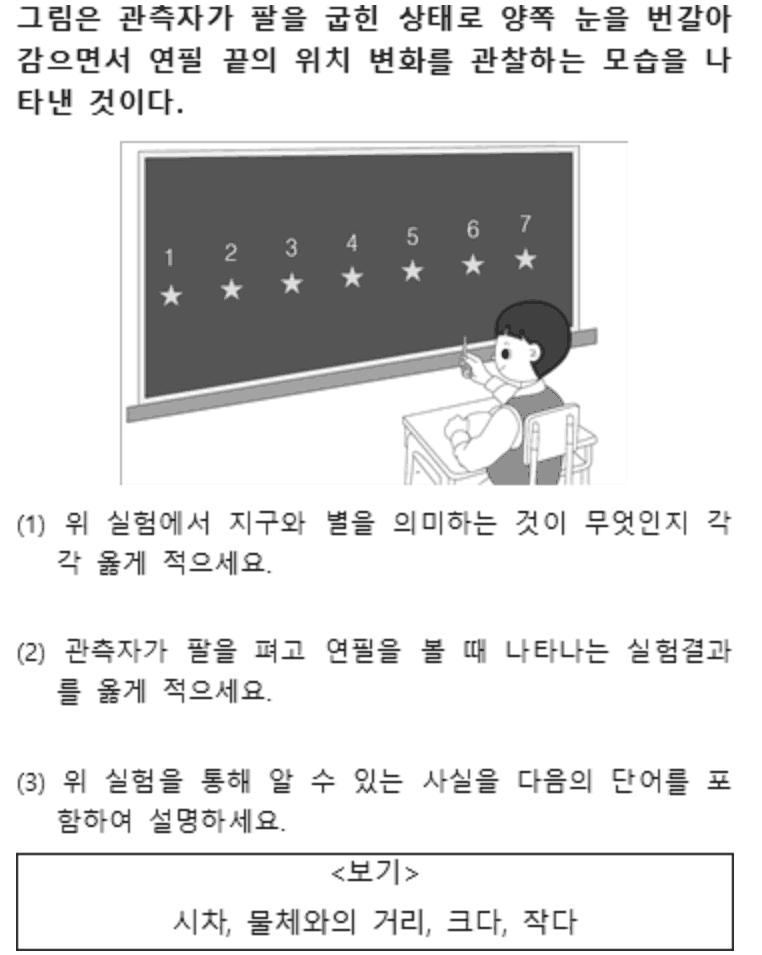 그림은 관측자가 팔을 굽힌 상태로 양쪽 눈을 번갈아
감으면서 연필 끝의 위치 변화를 관찰하는 모습을 나
타낸 것이다.
1 2 3 4 5 6 7
(1) 위 실험에서 지구와 별을 의미하는 것이 무엇인지 각
각 옳게 적으세요.
(2) 관측자가 팔을 펴고 연필을 볼 때 나타나는 실험결과
를 옳게 적으세요.
(3) 위 실험을 통해 알 수 있는 사실을 다음의 단어를 포
함하여 설명하세요.
<보기>
시차, 물체와의 거리, 크다, 작다